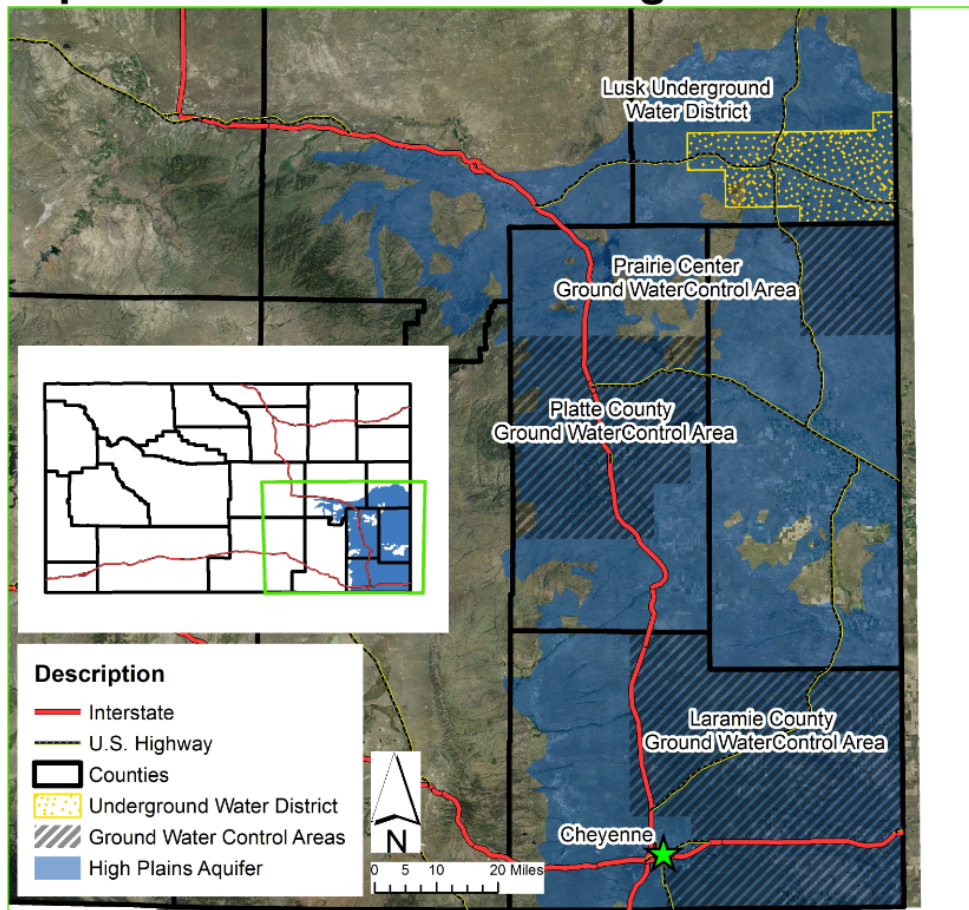 Lusk Underground
Water District
Prairie Center
Ground WaterControl Area
Platte County
Ground WaterControl Area
Laramie County
Ground WaterControl Area
Cheyenne
Description
Interstate
U.S. Highway
Counties
Underground Water District
Ground Water Control Areas
High Plains Aquifer
N
0 5 10 20 Miles